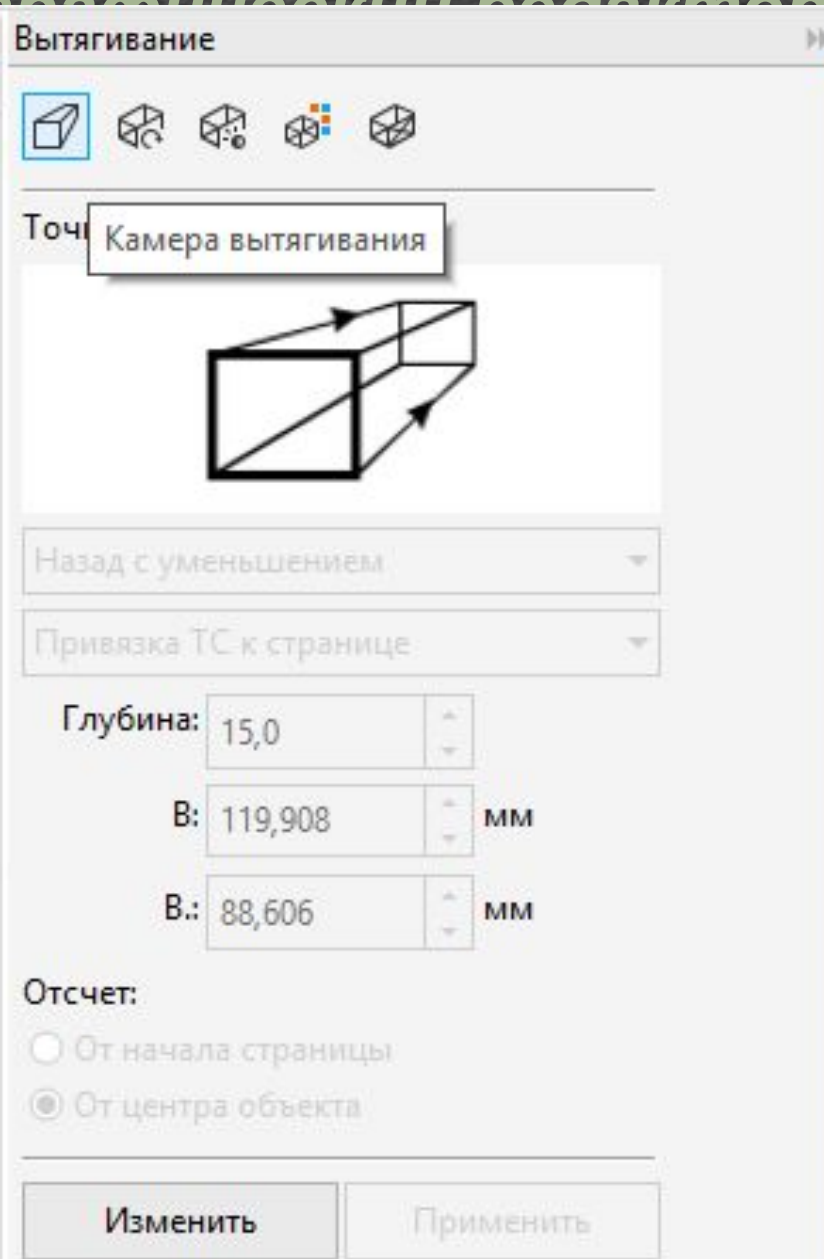 Вытягивание
Камера вытягивания
Назад с уменьшением
Привязка ТС к странице
Глубина: 15,0
В: 119,908 мм
В.: 88,606 мм
Отсчет:
От начала страницы
От центра объекта
Изменить Применить